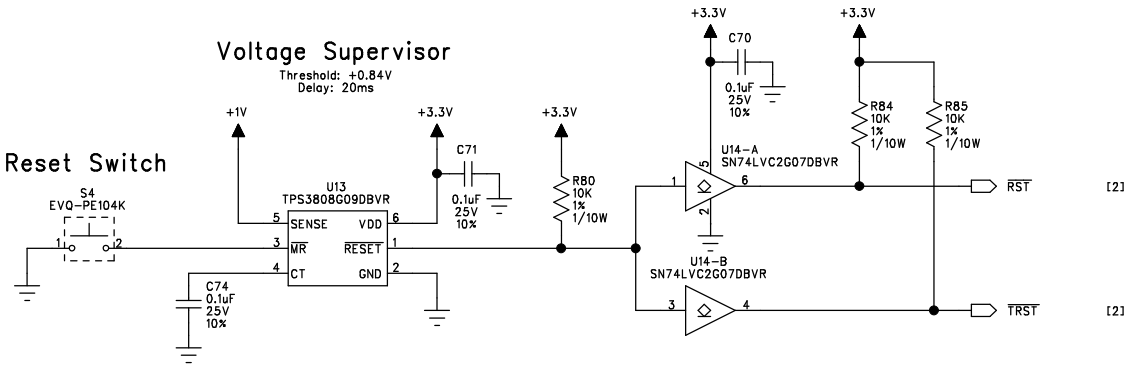 Voltage Supervisor
Threshold: +0.84V
Delay: 20ms
Reset Switch
S4
EVQ-PE104K
1
2
+1V
+3.3V
C71
0.1uF
25V
10%
U13
TPS3808G09DBVR
5 SENSE
VDD 6
3 MR
RESET 1
4 CT
GND 2
C74
0.1uF
25V
10%
+3.3V
R80
10K
1%
1/10W
+3.3V
C70
0.1uF
25V
10%
U14-A
SN74LVC2G07DBVR
1
5
2
6
U14-B
SN74LVC2G07DBVR
3
4
+3.3V
R84
10K
1%
1/10W
R85
10K
1%
1/10W
RST [2]
TRST [2]